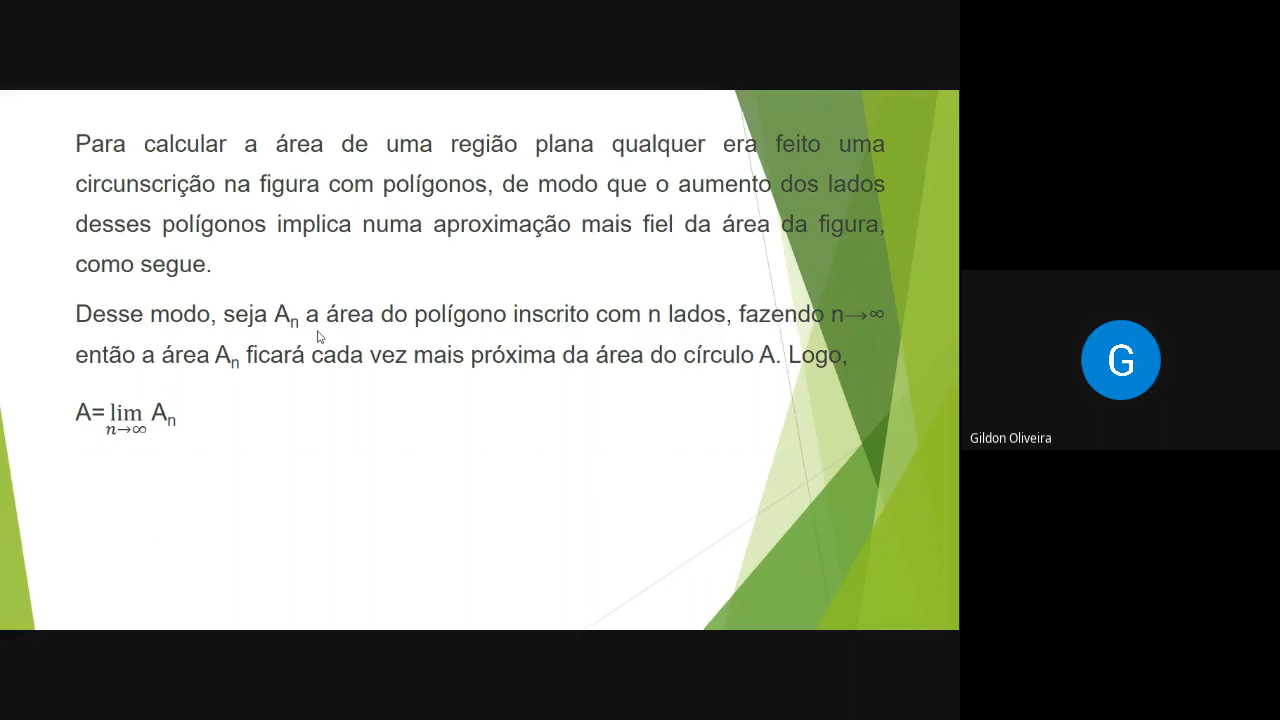 Para calcular a área de uma região plana qualquer era feito uma
circunscrição na figura com polígonos, de modo que o aumento dos lados
desses polígonos implica numa aproximação mais fiel da área da figura,
como segue.
Desse modo, seja Aₙ a área do polígono inscrito com n lados, fazendo n→∞
então a área Aₙ ficará cada vez mais próxima da área do círculo A. Logo,
A= lim Aₙ
n→∞
G
Gildon Oliveira